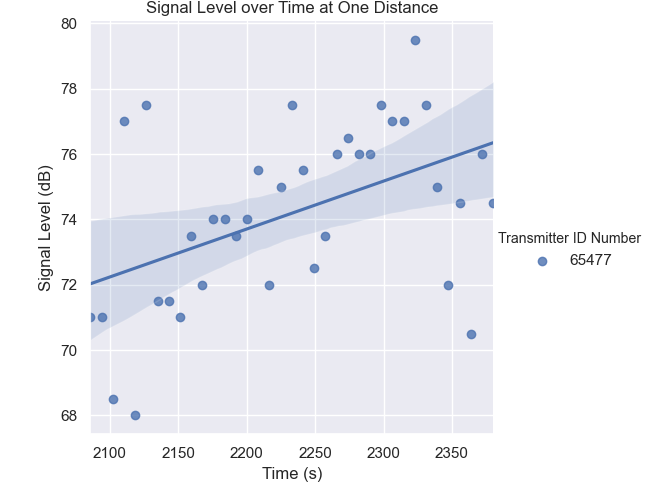 Signal Level over Time at One Distance
80
78
76
74
72
70
68
Signal Level (dB)
2100 2150 2200 2250 2300 2350
Time (s)
Transmitter ID Number
65477